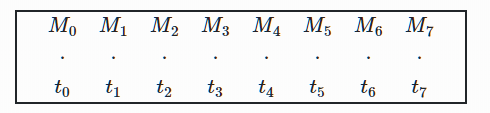 M₀ M₁ M₂ M₃ M₄ M₅ M₆ M₇
. . . . . . . .
t₀ t₁ t₂ t₃ t₄ t₅ t₆ t₇